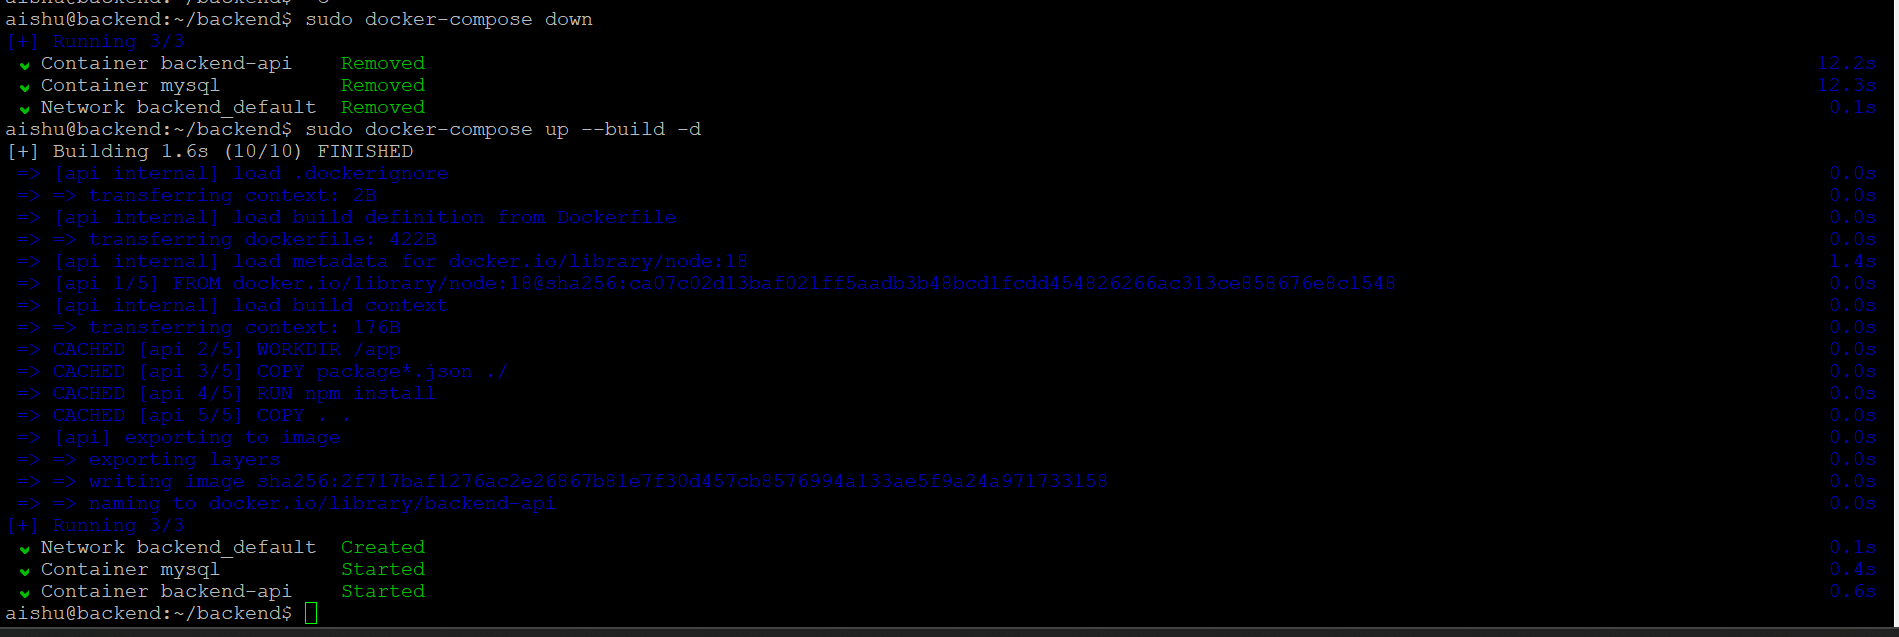 aishu@backend:~/backend$ sudo docker-compose down
[+] Running 3/3
Container backend-api Removed 12.2s
Container mysql Removed 12.3s
Network backend_default Removed 0.1s
aishu@backend:~/backend$ sudo docker-compose up --build -d
[+] Building 1.6s (10/10) FINISHED
=> [api internal] load .dockerignore 0.0s
=> => transferring context: 2B 0.0s
=> [api internal] load build definition from Dockerfile 0.0s
=> => transferring dockerfile: 422B 0.0s
=> [api internal] load metadata for docker.io/library/node:18 1.4s
=> [api 1/5] FROM docker.io/library/node:18@sha256:ca07c02d13baf021ff5aadb3b48bcd1fcdd454826266ac313ce858676e8c1548 0.0s
=> [api internal] load build context 0.0s
=> => transferring context: 176B 0.0s
=> CACHED [api 2/5] WORKDIR /app 0.0s
=> CACHED [api 3/5] COPY package*.json ./ 0.0s
=> CACHED [api 4/5] RUN npm install 0.0s
=> CACHED [api 5/5] COPY . . 0.0s
=> [api] exporting to image 0.0s
=> => exporting layers 0.0s
=> => writing image sha256:2f717baf1276ac2e26867b81e7f30d457cb8576994a133ae5f9a24a971733158 0.0s
=> => naming to docker.io/library/backend-api 0.0s
[+] Running 3/3
Network backend_default Created 0.1s
Container mysql Started 0.4s
Container backend-api Started 0.6s
aishu@backend:~/backend$